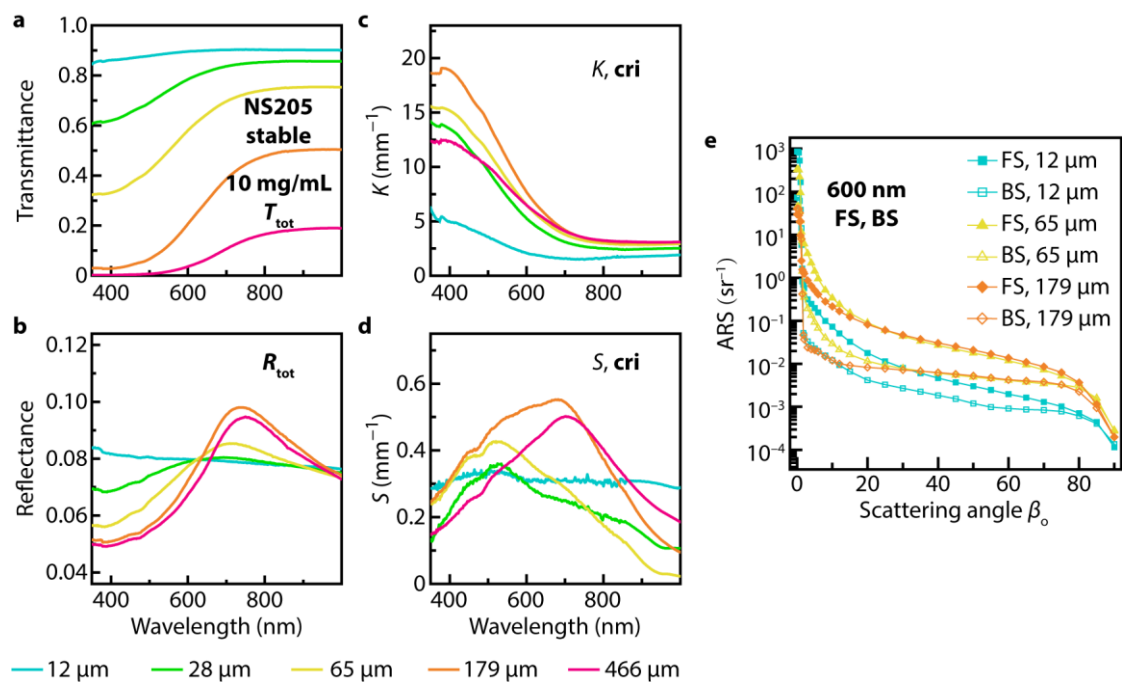 a
1.0
0.8
0.6
0.4
0.2
0
400
600
800
Transmittance
NS205
stable
10 mg/mL
T_tot
b
0.12
0.10
0.08
0.06
0.04
400
600
800
Reflectance
R_tot
Wavelength (nm)
c
20
15
10
5
0
400
600
800
K (mm⁻¹)
K, cri
d
0.6
0.4
0.2
0
400
600
800
S (mm⁻¹)
S, cri
Wavelength (nm)
e
10³
10²
10¹
10⁰
10⁻¹
10⁻²
10⁻³
10⁻⁴
0
20
40
60
80
ARS (sr⁻¹)
600 nm
FS, BS
FS, 12 µm
BS, 12 µm
FS, 65 µm
BS, 65 µm
FS, 179 µm
BS, 179 µm
Scattering angle β₀
12 µm
28 µm
65 µm
179 µm
466 µm